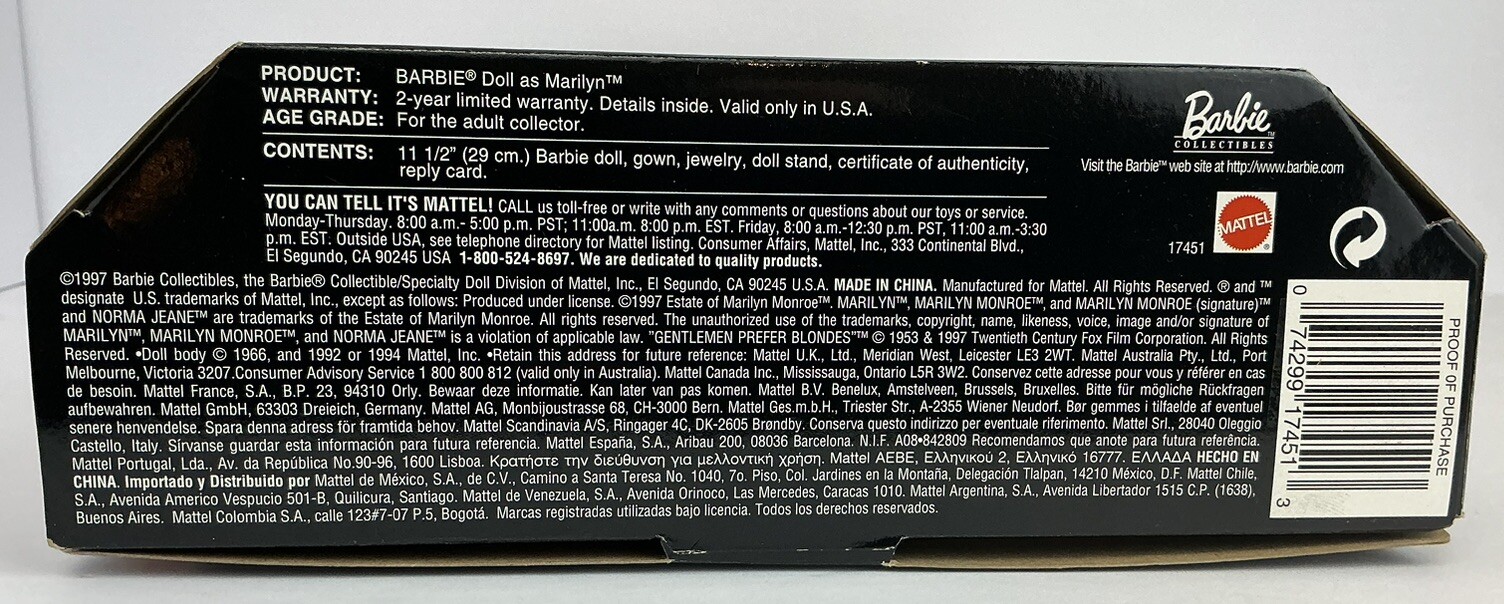 PRODUCT: BARBIE® Doll as Marilyn™
WARRANTY: 2-year limited warranty. Details inside. Valid only in U.S.A.
AGE GRADE: For the adult collector.
CONTENTS: 11 1/2" (29 cm.) Barbie doll, gown, jewelry, doll stand, certificate of authenticity,
reply card.
YOU CAN TELL IT'S MATTEL! CALL us toll-free or write with any comments or questions about our toys or service.
Monday-Thursday. 8:00 a.m.- 5:00 p.m. PST; 11:00a.m. 8:00 p.m. EST. Friday, 8:00 a.m.-12:30 p.m. PST, 11:00 a.m.-3:30
p.m. EST. Outside USA, see telephone directory for Mattel listing. Consumer Affairs, Mattel, Inc., 333 Continental Blvd.,
El Segundo, CA 90245 USA 1-800-524-8697. We are dedicated to quality products.
Barbie™
COLLECTIBLES
Visit the Barbie™ web site at http://www.barbie.com
17451
MATTEL®
©1997 Barbie Collectibles, the Barbie® Collectible/Specialty Doll Division of Mattel, Inc., El Segundo, CA 90245 U.S.A. MADE IN CHINA. Manufactured for Mattel. All Rights Reserved. ® and ™
designate U.S. trademarks of Mattel, Inc., except as follows: Produced under license. ©1997 Estate of Marilyn Monroe™, MARILYN™, MARILYN MONROE™, and MARILYN MONROE (signature)™
and NORMA JEANE™ are trademarks of the Estate of Marilyn Monroe. All rights reserved. The unauthorized use of the trademarks, copyright, name, likeness, voice, image and/or signature of
MARILYN™, MARILYN MONROE™, and NORMA JEANE™ is a violation of applicable law. "GENTLEMEN PREFER BLONDES"™ © 1953 & 1997 Twentieth Century Fox Film Corporation. All Rights
Reserved. •Doll body © 1966, and 1992 or 1994 Mattel, Inc. •Retain this address for future reference: Mattel U.K., Ltd., Meridian West, Leicester LE3 2WT. Mattel Australia Pty., Ltd., Port
Melbourne, Victoria 3207.Consumer Advisory Service 1 800 800 812 (valid only in Australia). Mattel Canada Inc., Mississauga, Ontario L5R 3W2. Conservez cette adresse pour vous y référer en cas
de besoin. Mattel France, S.A., B.P. 23, 94310 Orly. Bewaar deze informatie. Kan later van pas komen. Mattel B.V. Benelux, Amstelveen, Brussels, Bruxelles. Bitte für mögliche Rückfragen
aufbewahren. Mattel GmbH, 63303 Dreieich, Germany. Mattel AG, Monbijoustrasse 68, CH-3000 Bern. Mattel Ges.m.b.H., Triester Str., A-2355 Wiener Neudorf. Bør gemmes i tilfaelde af eventuel
senere henvendelse. Spara denna adress för framtida behov. Mattel Scandinavia A/S, Ringager 4C, DK-2605 Brøndby. Conserva questo indirizzo per eventuale riferimento. Mattel Srl., 28040 Oleggio
Castello, Italy. Sírvanse guardar esta información para futura referencia. Mattel España, S.A., Aribau 200, 08036 Barcelona. N.I.F. A08•842809 Recomendamos que anote para futura referência.
Mattel Portugal, Lda., Av. da República No.90-96, 1600 Lisboa. Κρατήστε την διεύθυνση για μελλοντική χρήση. Mattel AEBE, Ελληνικού 2, Ελληνικό 16777. ΕΛΛΑΔΑ HECHO EN
CHINA. Importado y Distribuido por Mattel de México, S.A., de C.V., Camino a Santa Teresa No. 1040, 7o. Piso, Col. Jardines en la Montaña, Delegación Tlalpan, 14210 México, D.F. Mattel Chile,
S.A., Avenida Americo Vespucio 501-B, Quilicura, Santiago. Mattel de Venezuela, S.A., Avenida Orinoco, Las Mercedes, Caracas 1010. Mattel Argentina, S.A., Avenida Libertador 1515 C.P. (1638),
Buenos Aires. Mattel Colombia S.A., calle 123#7-07 P.5, Bogotá. Marcas registradas utilizadas bajo licencia. Todos los derechos reservados.
0 74299 17451 3
PROOF OF PURCHASE